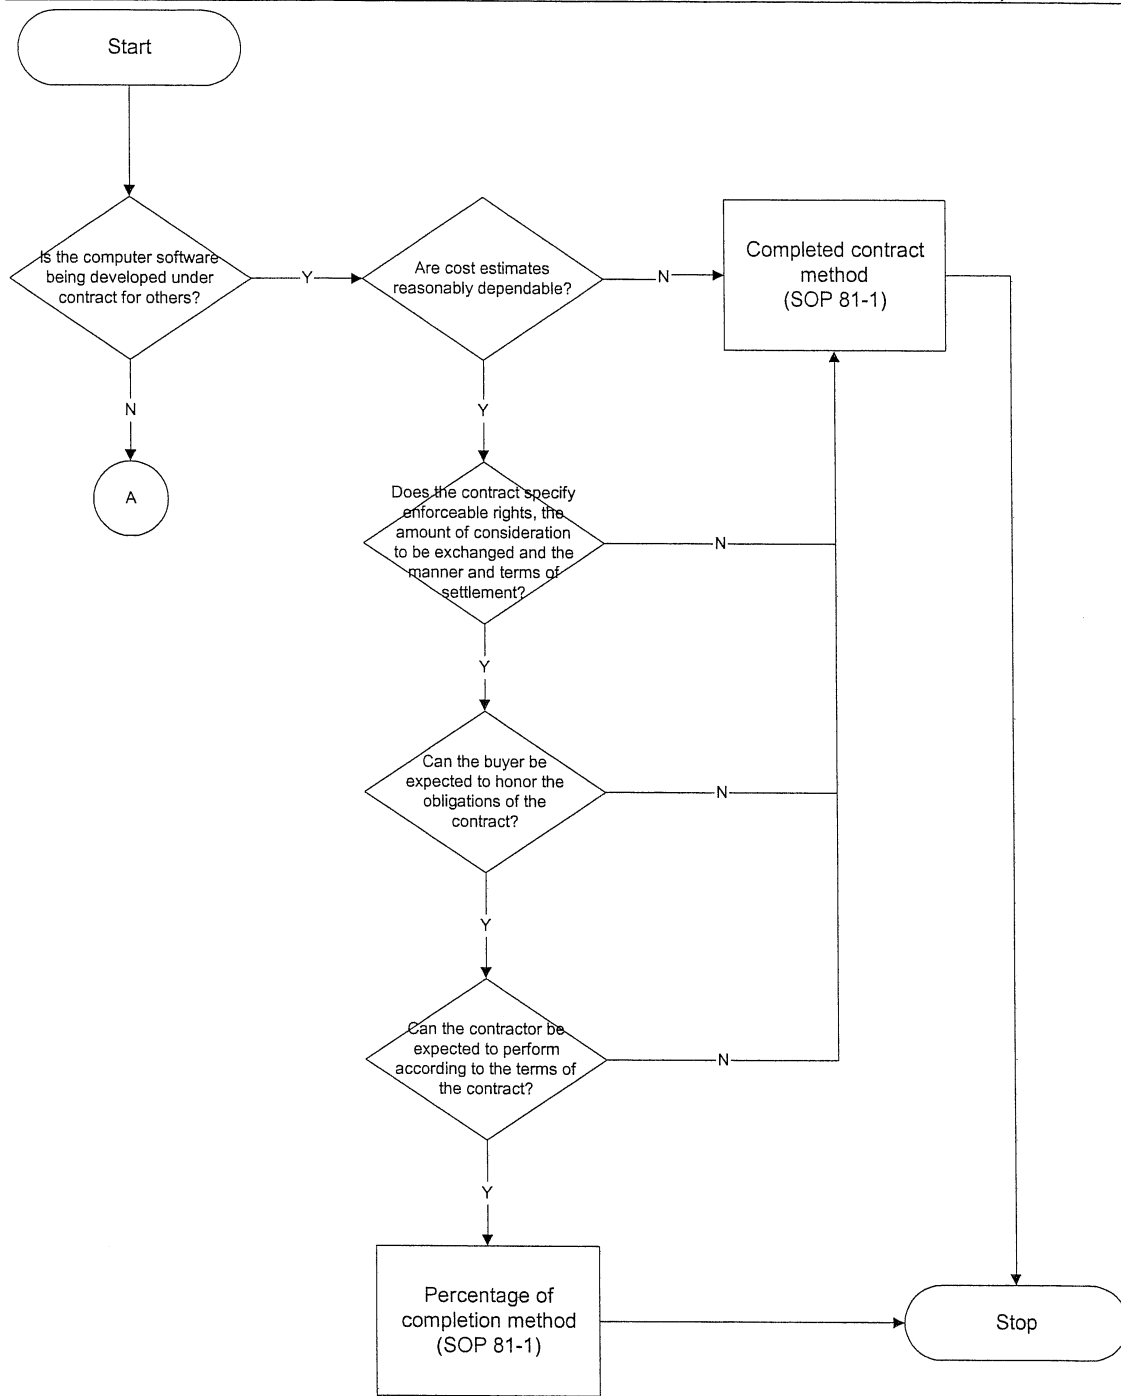 Start
Is the computer software
being developed under
contract for others?
Y
Are cost estimates
reasonably dependable?
N
Completed contract
method
(SOP 81-1)
N
Y
A
Does the contract specify
enforceable rights, the
amount of consideration
to be exchanged and the
manner and terms of
settlement?
N
Y
Can the buyer be
expected to honor the
obligations of the
contract?
N
Y
Can the contractor be
expected to perform
according to the terms of
the contract?
N
Y
Percentage of
completion method
(SOP 81-1)
Stop